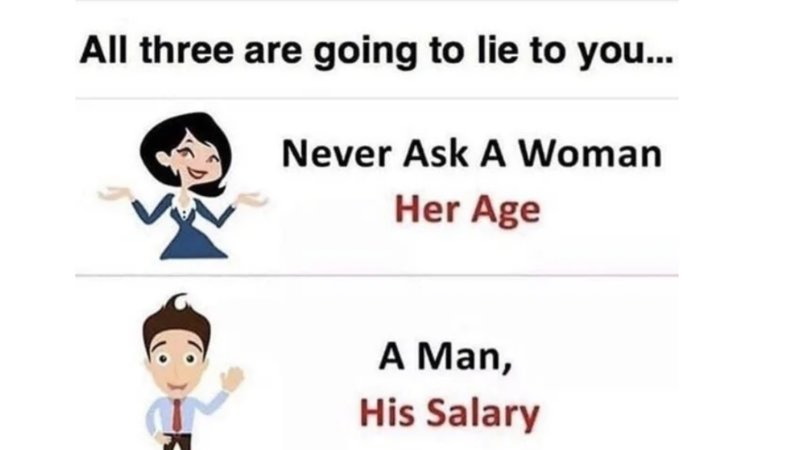 All three are going to lie to you...
Never Ask A Woman
Her Age
A Man,
His Salary